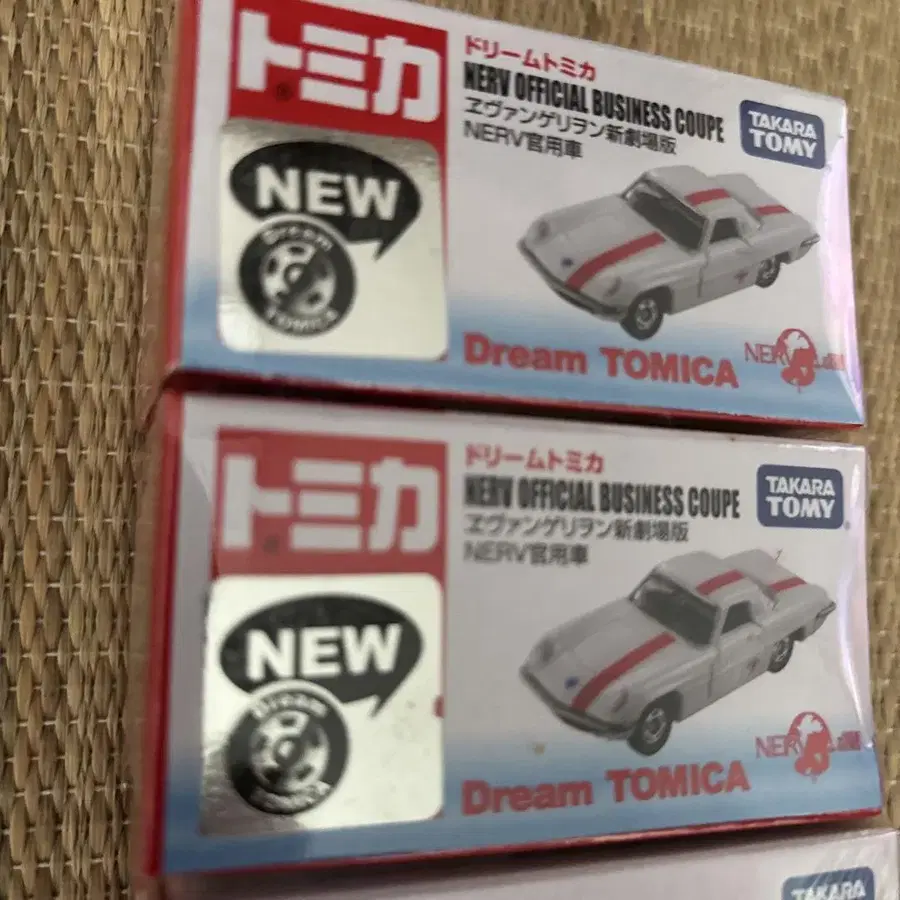 トミカ
ドリームトミカ
NERV OFFICIAL BUSINESS COUPE
ヱヴァンゲリヲン新劇場版
NERV官用車
TAKARA
TOMY
NEW
Dream
TOMICA
Dream TOMICA
NERV
トミカ
ドリームトミカ
NERV OFFICIAL BUSINESS COUPE
ヱヴァンゲリヲン新劇場版
NERV官用車
TAKARA
TOMY
NEW
Dream
TOMICA
Dream TOMICA
NERV
TAKARA